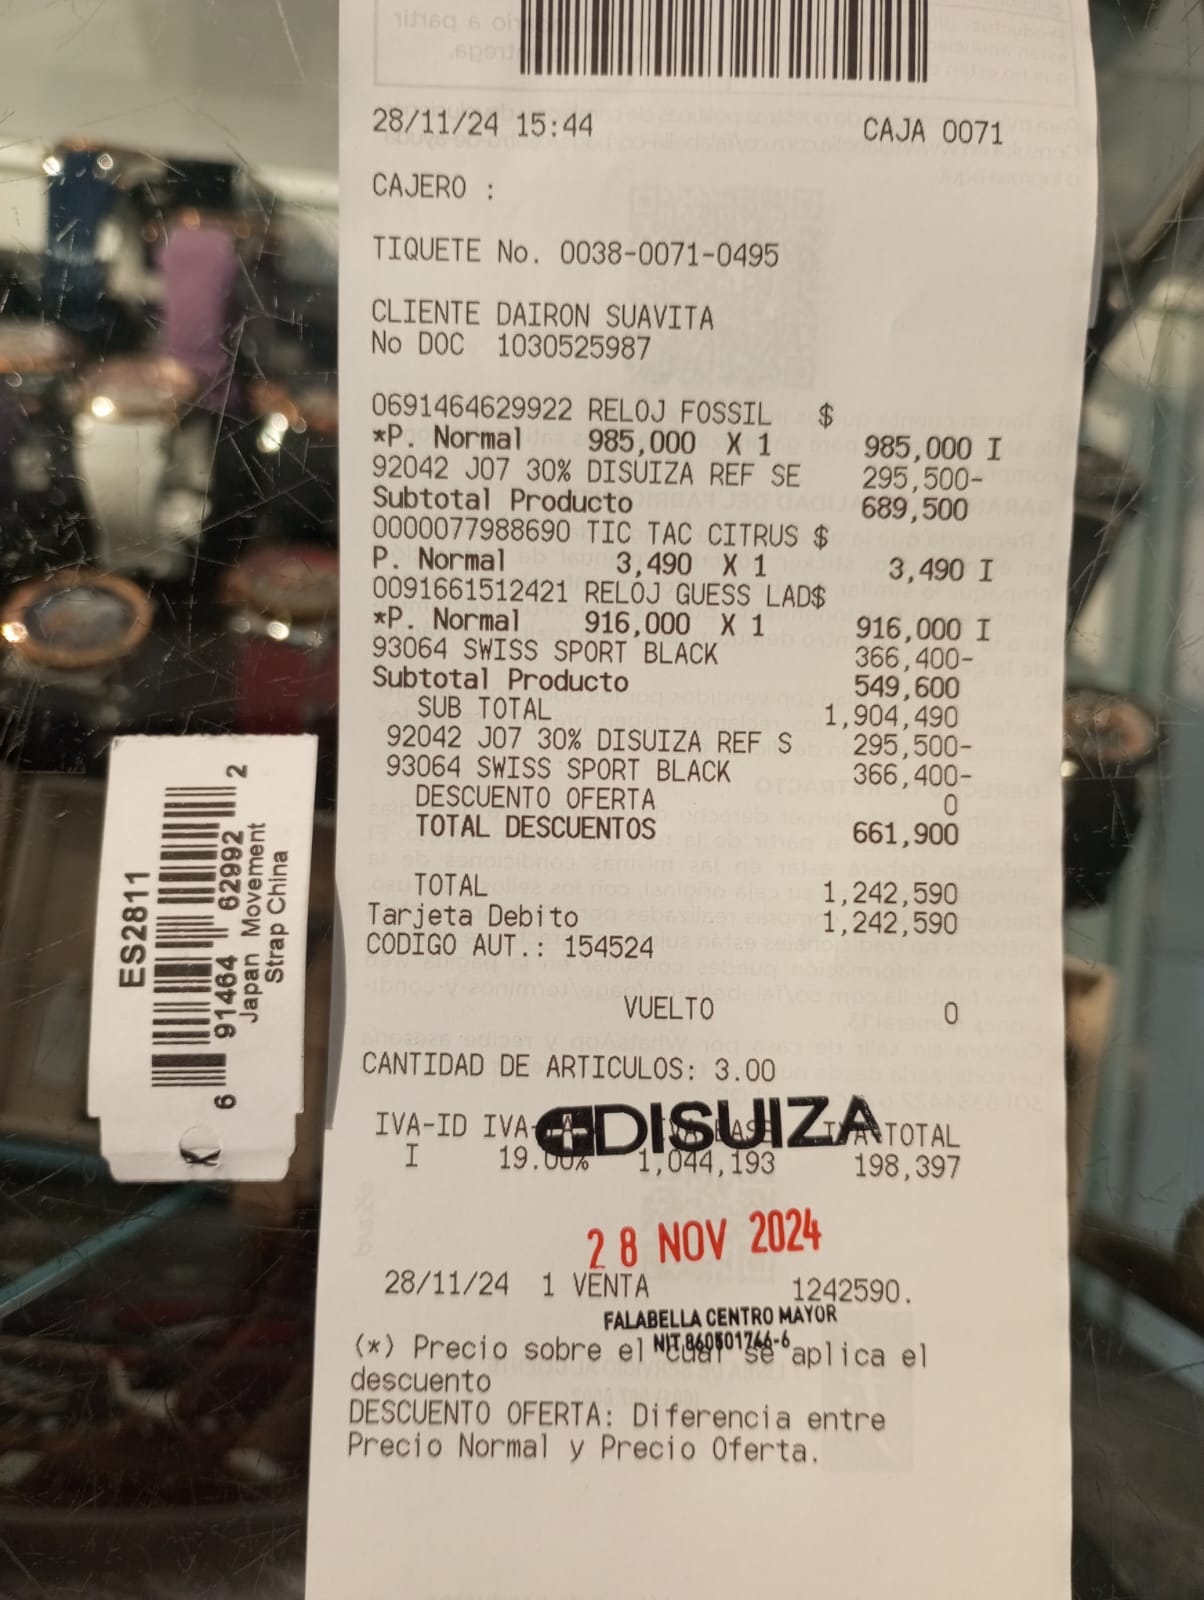 28/11/24 15:44 CAJA 0071
CAJERO :
TIQUETE No. 0038-0071-0495
CLIENTE DAIRON SUAVITA
No DOC 1030525987
0691464629922 RELOJ FOSSIL $
*P. Normal 985,000 X 1 985,000 I
92042 J07 30% DISUIZA REF SE 295,500-
Subtotal Producto 689,500
0000077988690 TIC TAC CITRUS $
P. Normal 3,490 X 1 3,490 I
0091661512421 RELOJ GUESS LAD$
*P. Normal 916,000 X 1 916,000 I
93064 SWISS SPORT BLACK 366,400-
Subtotal Producto 549,600
SUB TOTAL 1,904,490
92042 J07 30% DISUIZA REF S 295,500-
93064 SWISS SPORT BLACK 366,400-
DESCUENTO OFERTA 0
TOTAL DESCUENTOS 661,900
TOTAL 1,242,590
Tarjeta Debito 1,242,590
CODIGO AUT.: 154524
VUELTO 0
CANTIDAD DE ARTICULOS: 3.00
DISUIZA
IVA-ID TOTAL
I 19.00% 1,044,193 198,397
28 NOV 2024
28/11/24 1 VENTA 1242590.
FALABELLA CENTRO MAYOR
NIT 860501746-6
(*) Precio sobre el cual se aplica el
descuento
DESCUENTO OFERTA: Diferencia entre
Precio Normal y Precio Oferta.
ES2811
6 91464 62992 2
Japan Movement
Strap China